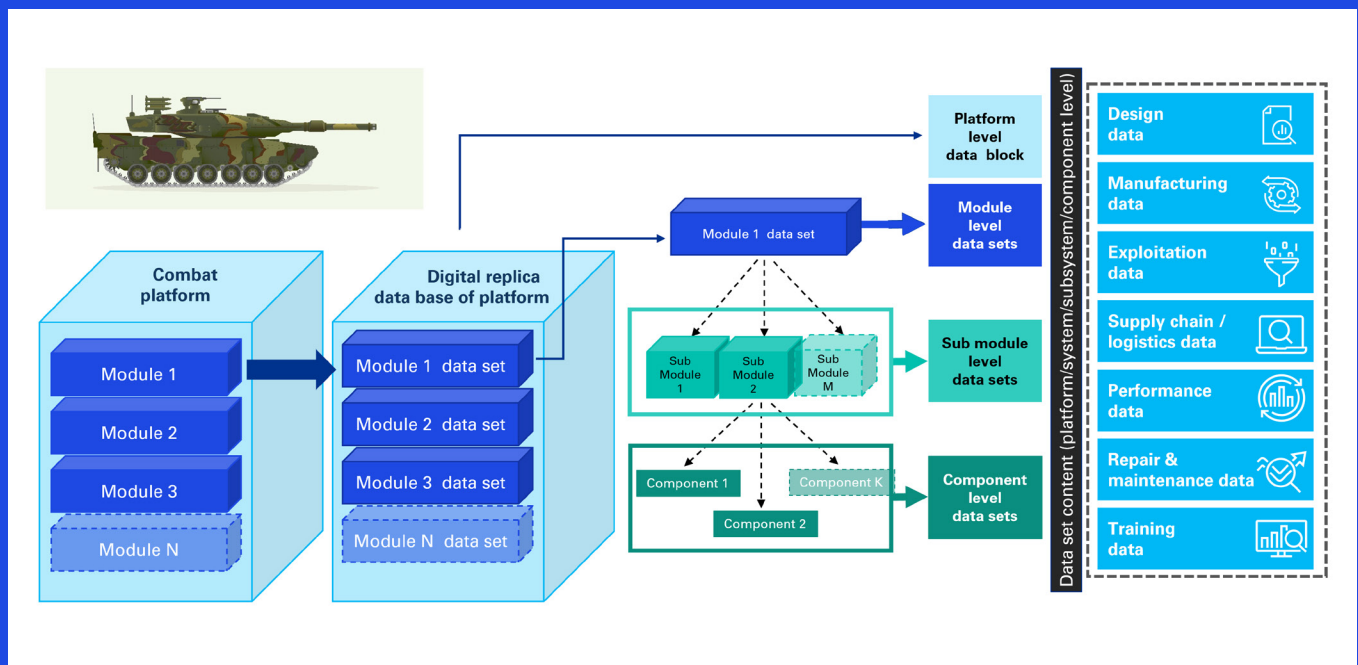 Combat
platform
Module 1
Module 2
Module 3
Module N
Digital replica
data base of platform
Module 1 data set
Module 2 data set
Module 3 data set
Module N data set
Module 1 data set
Sub
Module
1
Sub
Module
2
Sub
Module
M
Component 1
Component 2
Component K
Platform
level
data block
Module
level
data sets
Sub module
level
data sets
Component
level
data sets
Data set content (platform/system/subsystem/component level)
Design
data
Manufacturing
data
Exploitation
data
Supply chain /
logistics data
Performance
data
Repair &
maintenance data
Training
data